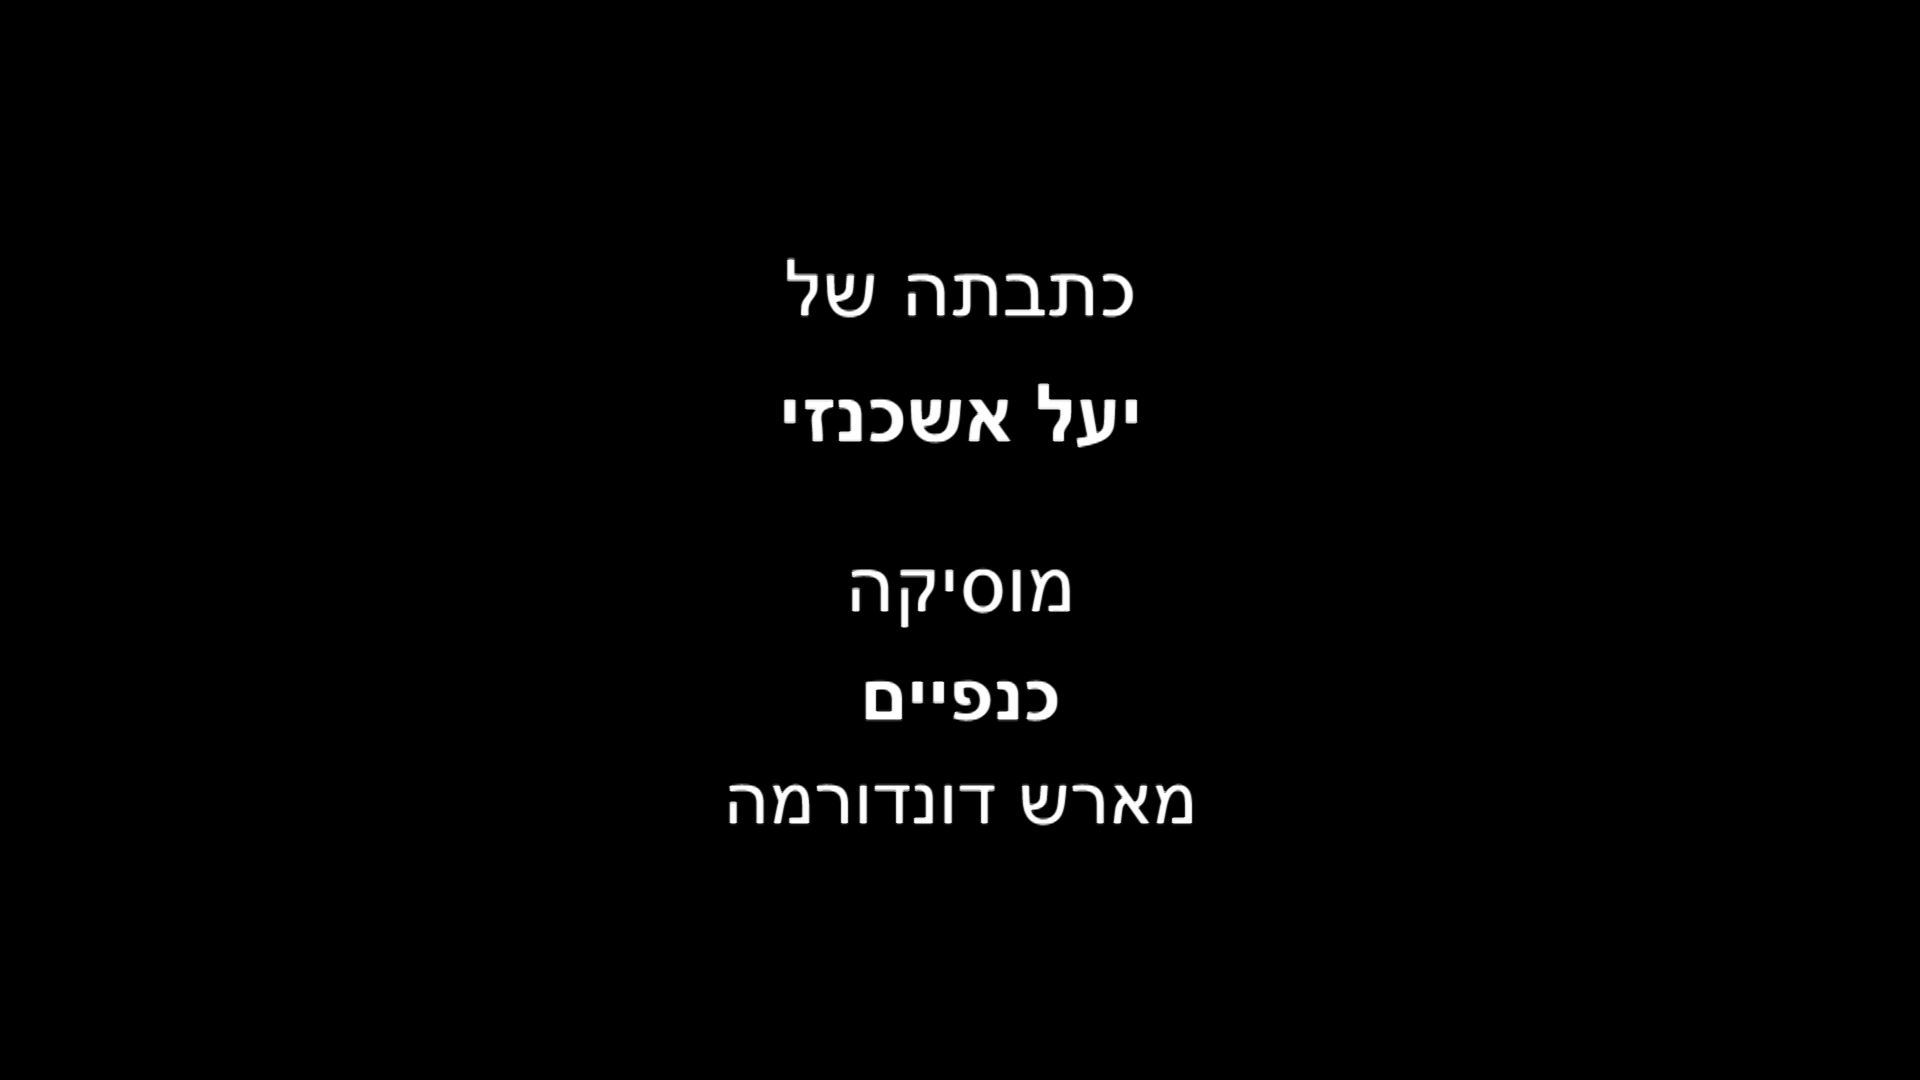 כתבתה של
יעל אשכנזי
מוסיקה
כנפיים
מארש דונדורמה